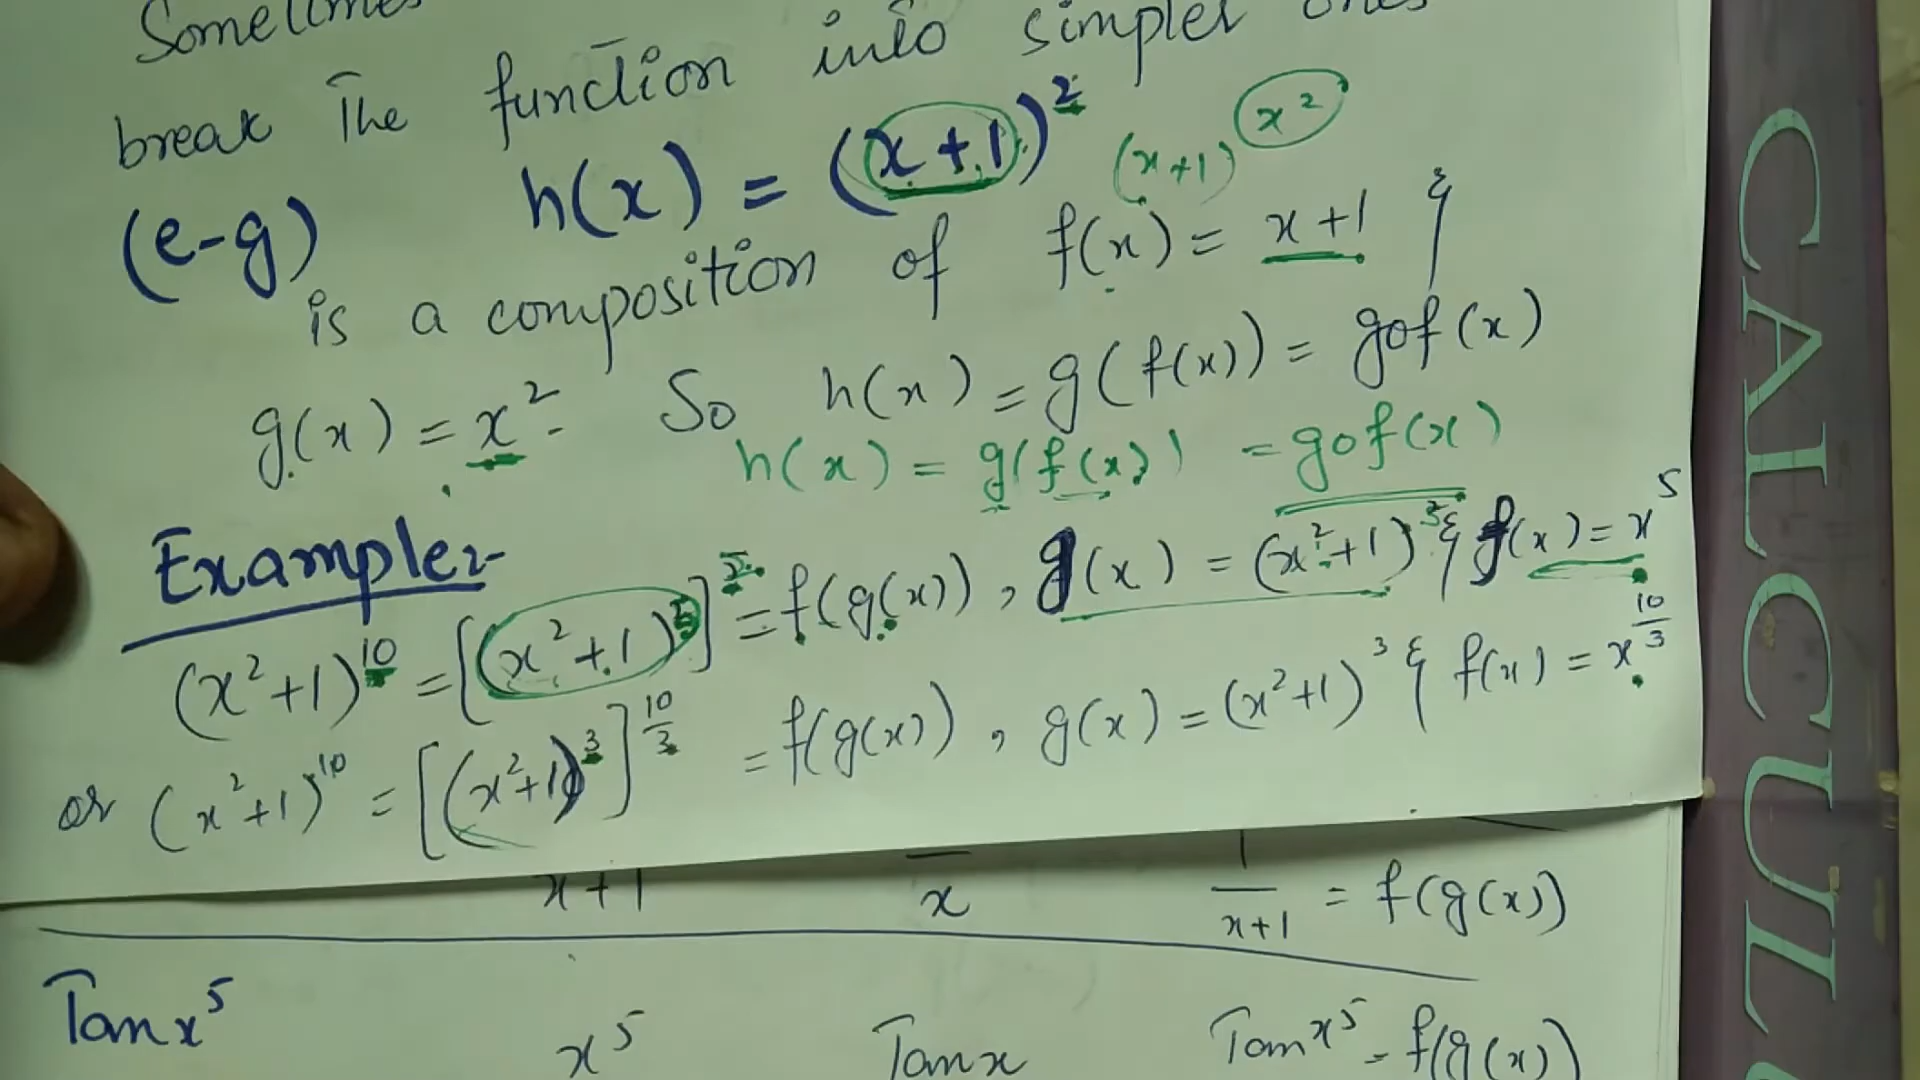 Sometimes
break The function into simpler ones
(e-g) h(x) = (x+1)² (x+1) x²
is a composition of f(x) = x+1 &
g(x) = x² So h(x) = g(f(x)) = gof(x)
h(x) = g(f(x)) = gof(x)
Example:-
(x²+1)¹⁰ = [(x²+1)⁵]² = f(g(x)), g(x) = (x²+1) & f(x) = x⁵
or (x²+1)¹⁰ = [(x²+1)³]^(10/3) = f(g(x)), g(x) = (x²+1)³ & f(x) = x^(10/3)
x+1 1/x 1/(x+1) = f(g(x))
Tan x⁵ x⁵ Tan x Tan x⁵ = f(g(x))
CALCUL